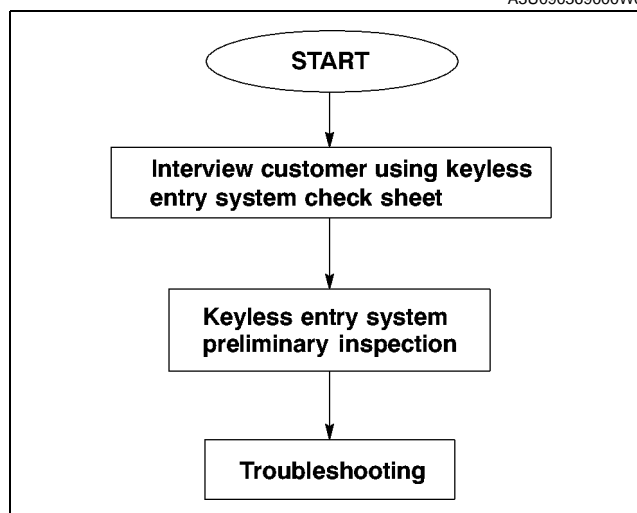 START
Interview customer using keyless
entry system check sheet
Keyless entry system
preliminary inspection
Troubleshooting